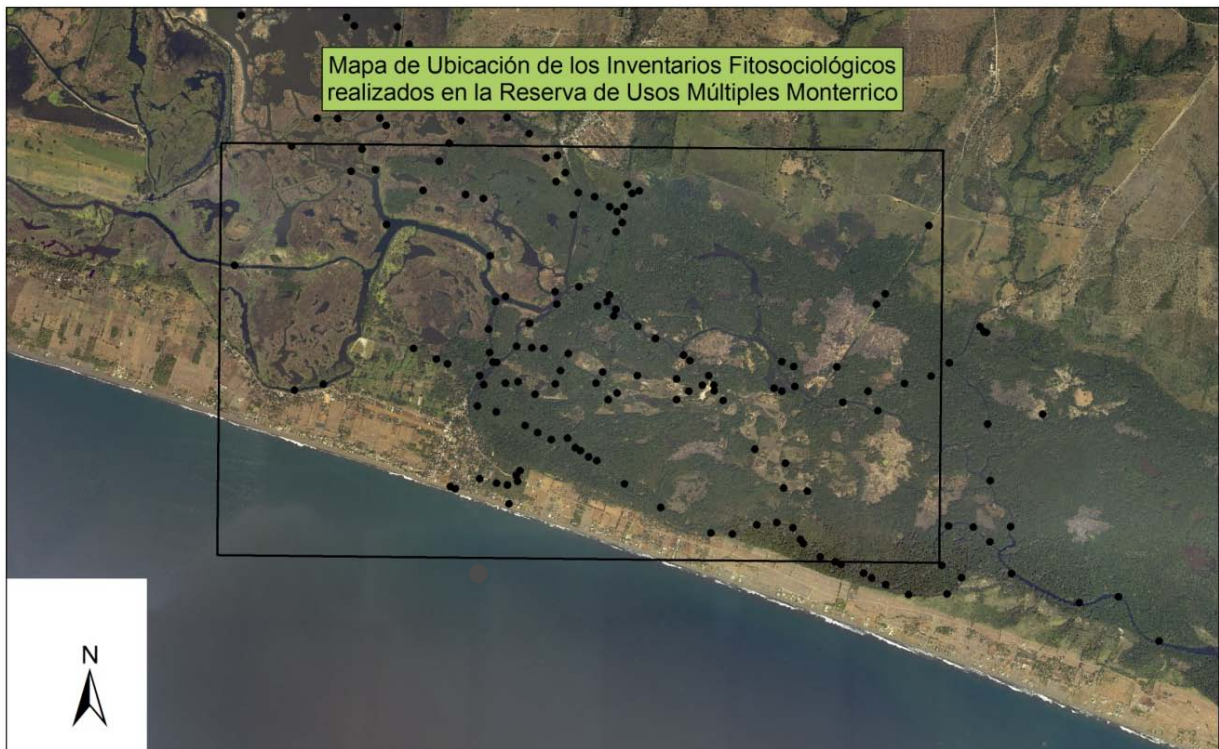 Mapa de Ubicación de los Inventarios Fitosociológicos
realizados en la Reserva de Usos Múltiples Monterrico
N